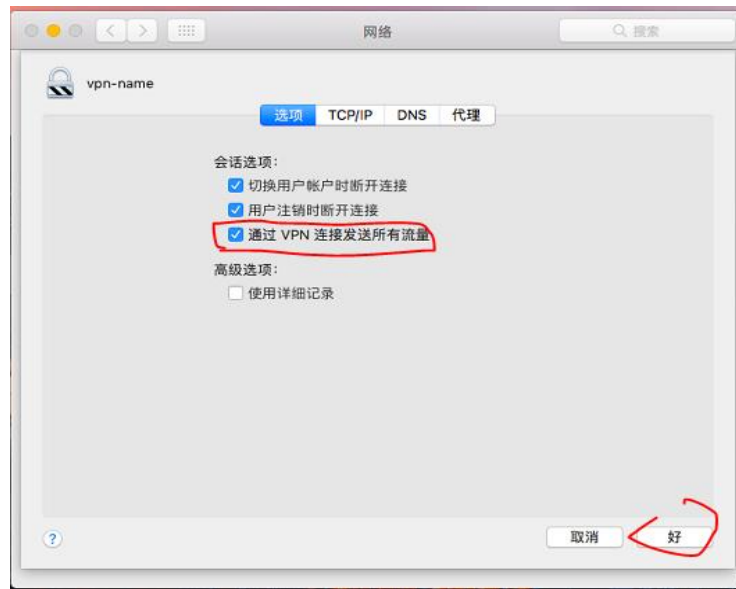 网络
搜索
vpn-name
选项 TCP/IP DNS 代理
会话选项：
切换用户帐户时断开连接
用户注销时断开连接
通过 VPN 连接发送所有流量
高级选项：
使用详细记录
? 取消 好